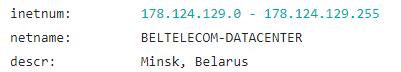 inetnum: 178.124.129.0 - 178.124.129.255
netname: BELTELECOM-DATACENTER
descr: Minsk, Belarus